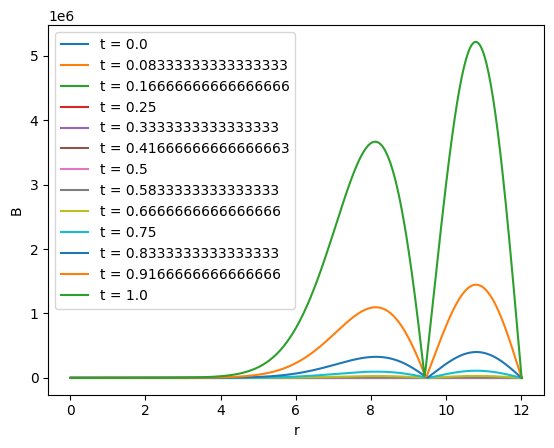 1e6
t = 0.0
t = 0.08333333333333333
t = 0.16666666666666666
t = 0.25
t = 0.3333333333333333
t = 0.41666666666666663
t = 0.5
t = 0.5833333333333333
t = 0.6666666666666666
t = 0.75
t = 0.8333333333333333
t = 0.9166666666666666
t = 1.0
5
4
3
2
1
0
B
0 2 4 6 8 10 12
r